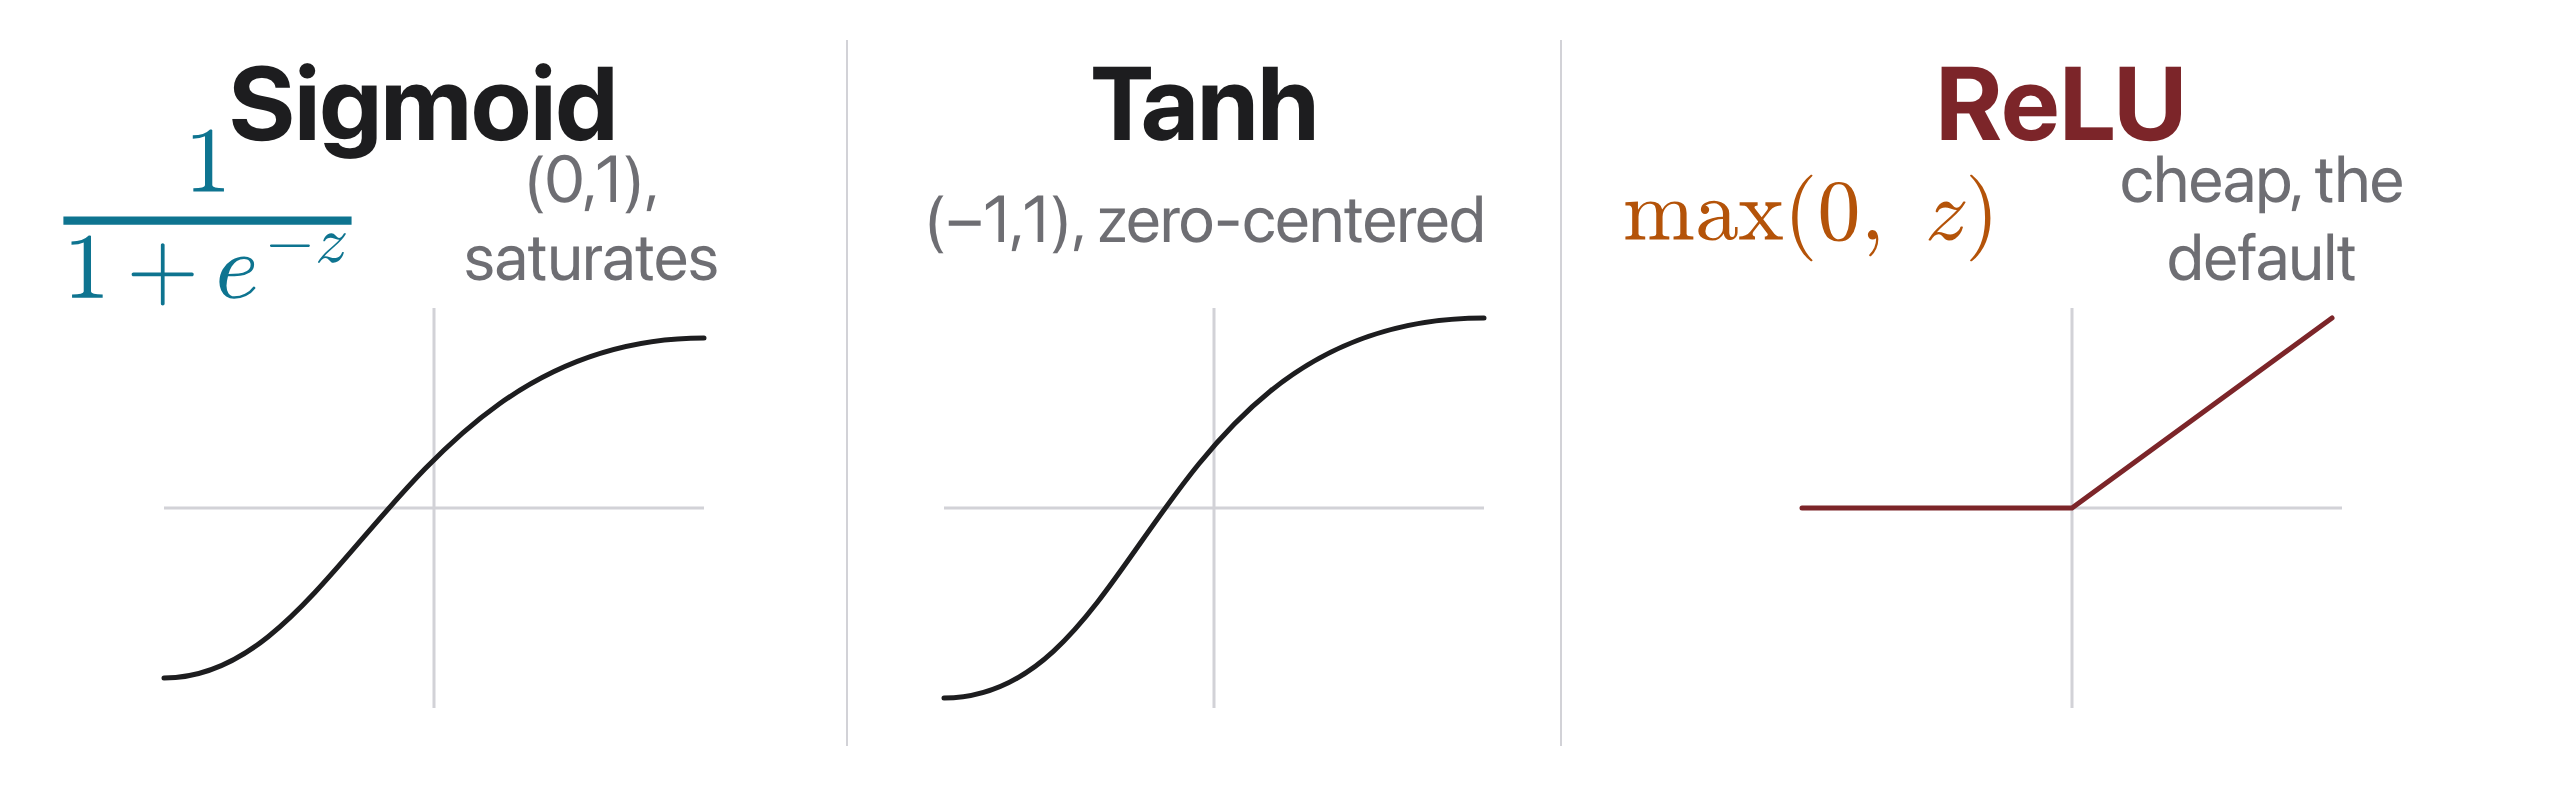 Sigmoid
1
1 + e^{-z}
(0,1),
saturates
Tanh
(−1,1), zero-centered
ReLU
max(0, z)
cheap, the
default